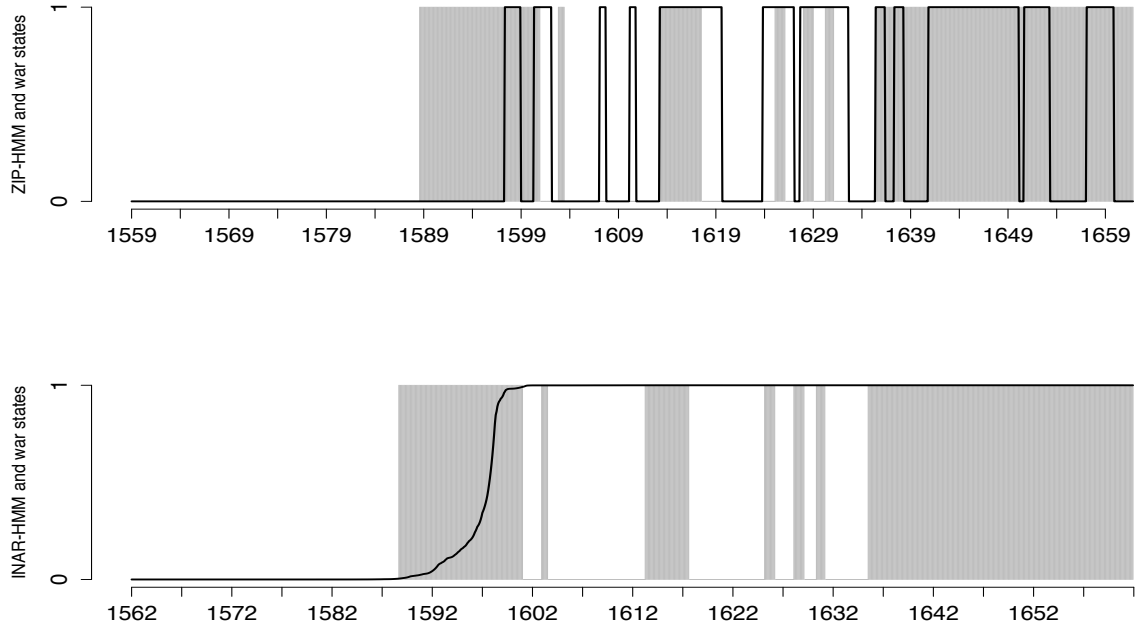 ZIP-HMM and war states
1
0
1559 1569 1579 1589 1599 1609 1619 1629 1639 1649 1659
INAR-HMM and war states
1
0
1562 1572 1582 1592 1602 1612 1622 1632 1642 1652